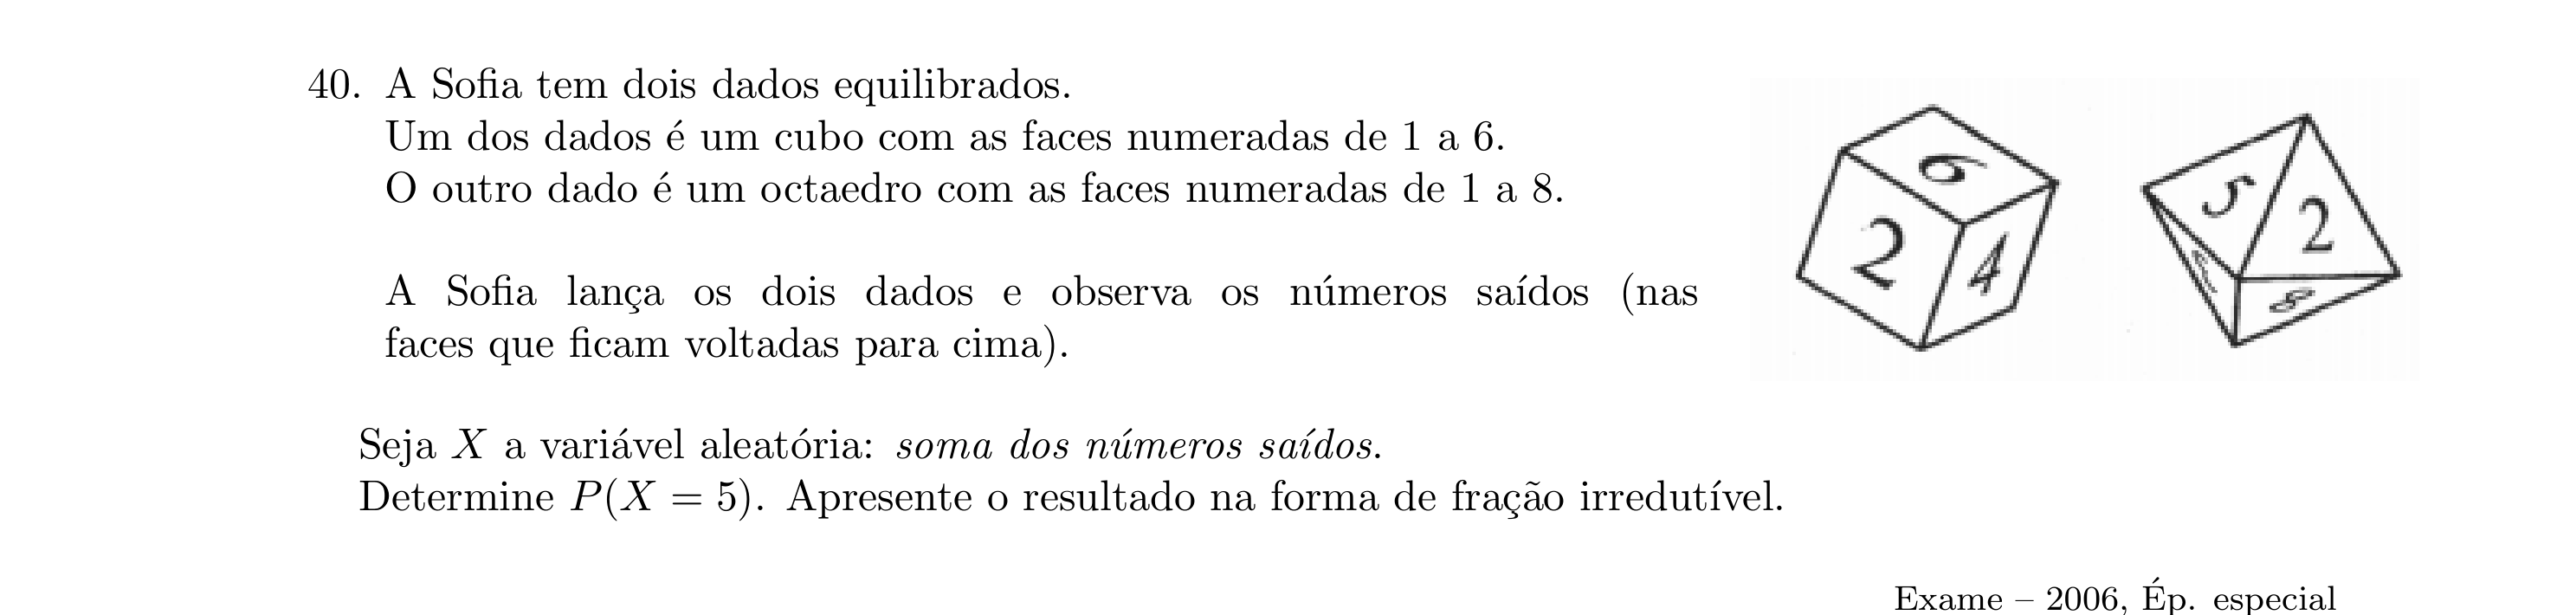 40. A Sofia tem dois dados equilibrados.
Um dos dados é um cubo com as faces numeradas de 1 a 6.
O outro dado é um octaedro com as faces numeradas de 1 a 8.
A Sofia lança os dois dados e observa os números saídos (nas
faces que ficam voltadas para cima).
6
2
4
5
2
8
Seja X a variável aleatória: soma dos números saídos.
Determine P(X = 5). Apresente o resultado na forma de fração irredutível.
Exame – 2006, Ép. especial